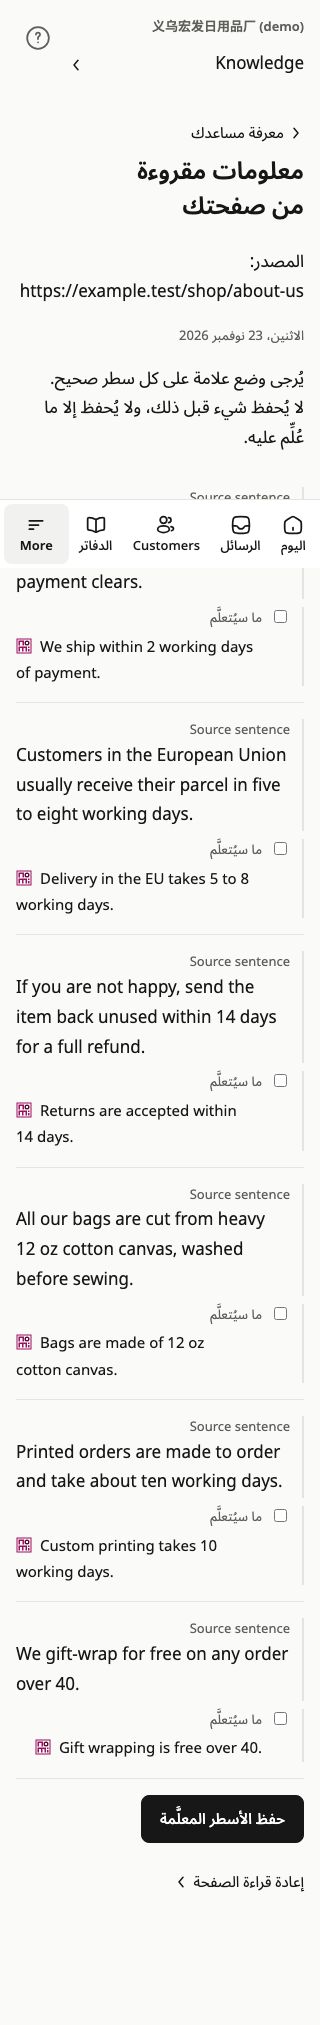 义乌宏发日用品厂 (demo)
Knowledge
معرفة مساعدك
معلومات مقروءة
من صفحتك
المصدر:
https://example.test/shop/about-us
الاثنين، 23 نوفمبر 2026
يُرجى وضع علامة على كل سطر صحيح.
لا يُحفظ شيء قبل ذلك، ولا يُحفظ إلا ما
عُلِّم عليه.
Source sentence
اليوم
الرسائل
Customers
الدفاتر
More
payment clears.
ما سيُتعلَّم
We ship within 2 working days
of payment.
Source sentence
Customers in the European Union
usually receive their parcel in five
to eight working days.
ما سيُتعلَّم
Delivery in the EU takes 5 to 8
working days.
Source sentence
If you are not happy, send the
item back unused within 14 days
for a full refund.
ما سيُتعلَّم
Returns are accepted within
14 days.
Source sentence
All our bags are cut from heavy
12 oz cotton canvas, washed
before sewing.
ما سيُتعلَّم
Bags are made of 12 oz
cotton canvas.
Source sentence
Printed orders are made to order
and take about ten working days.
ما سيُتعلَّم
Custom printing takes 10
working days.
Source sentence
We gift-wrap for free on any order
over 40.
ما سيُتعلَّم
Gift wrapping is free over 40.
حفظ الأسطر المعلَّمة
إعادة قراءة الصفحة